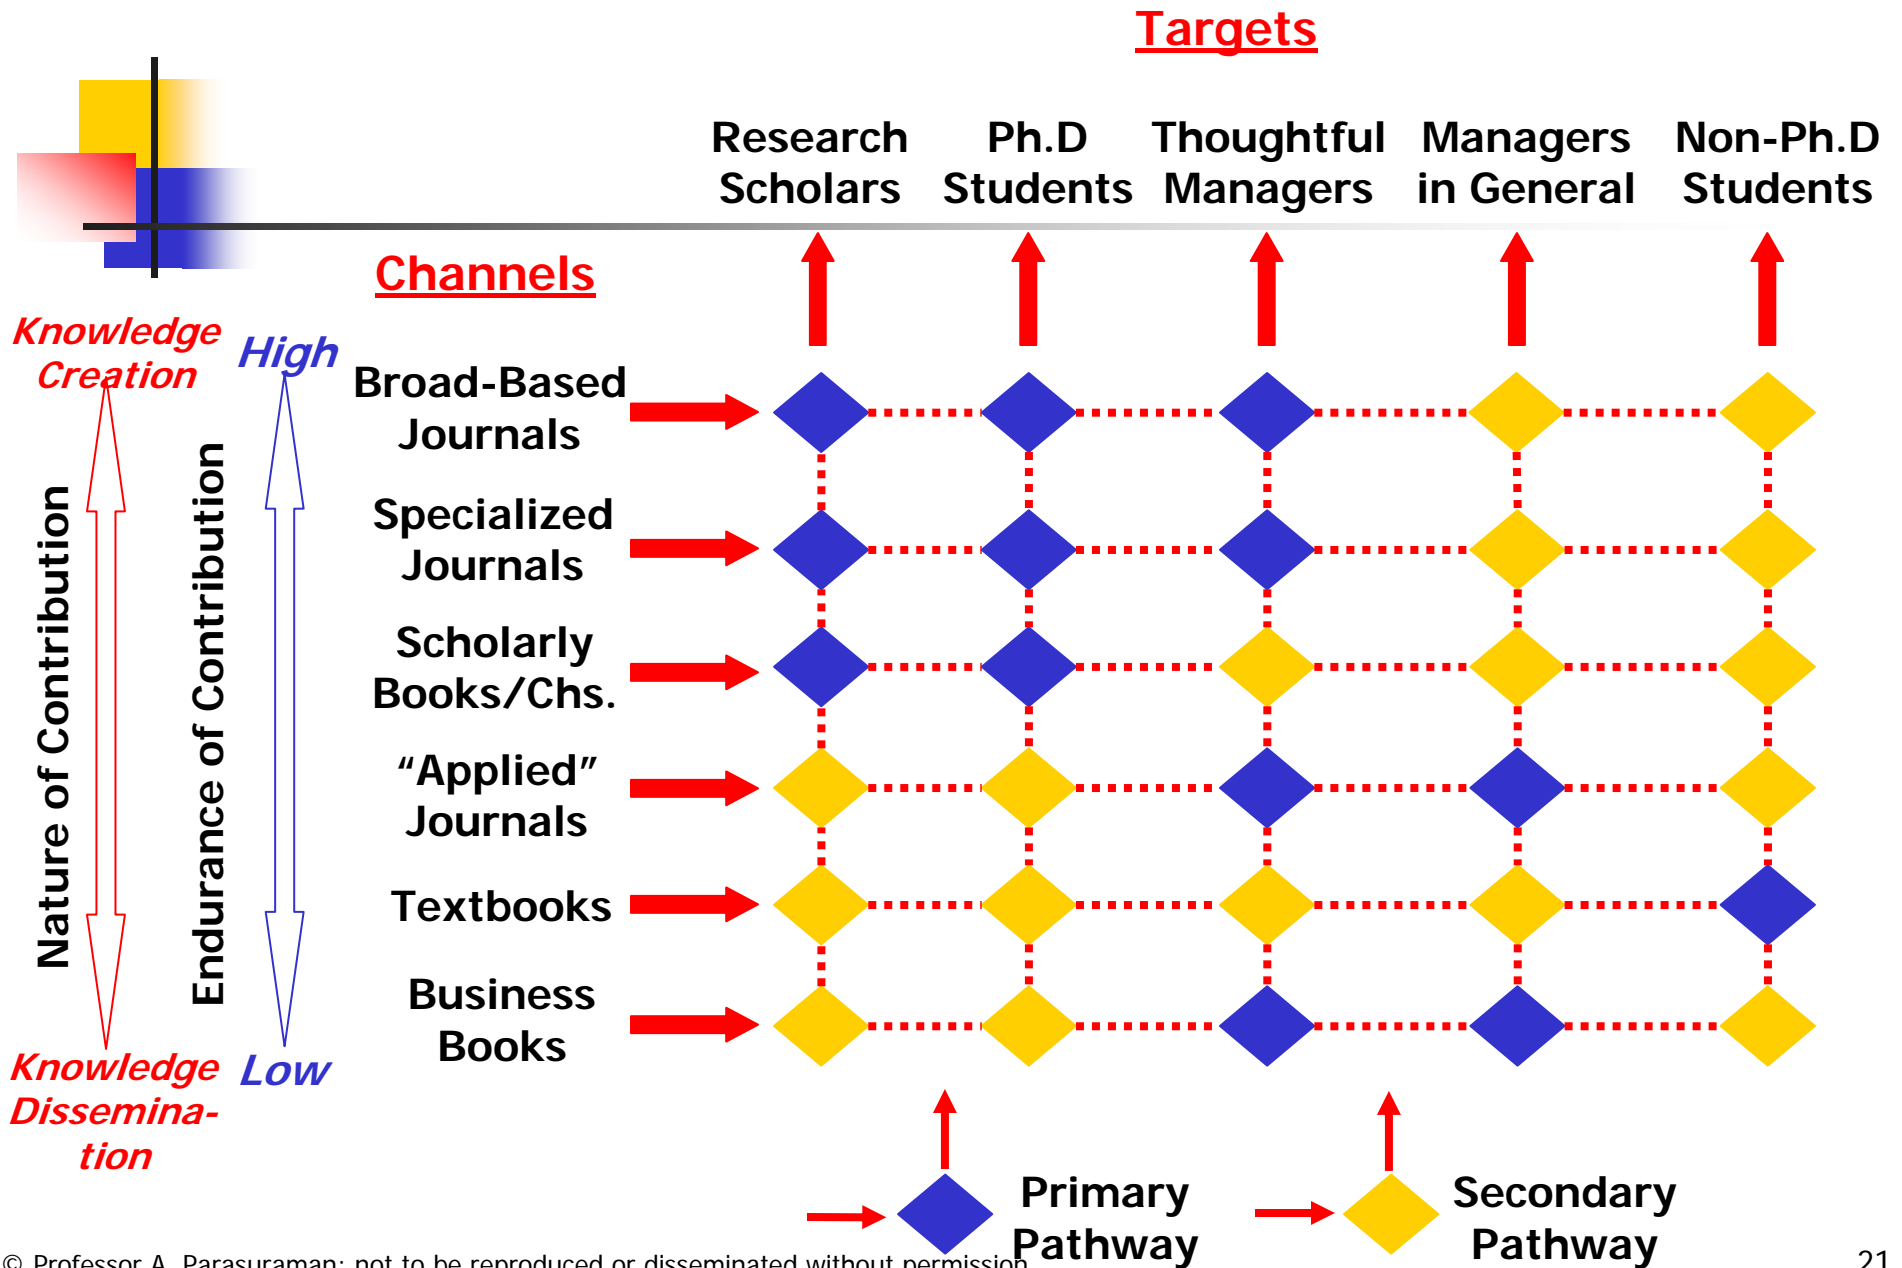 Targets
Research
Scholars
Ph.D
Students
Thoughtful
Managers
Managers
in General
Non-Ph.D
Students
Channels
Knowledge
Creation
High
Nature of Contribution
Endurance of Contribution
Broad-Based
Journals
Specialized
Journals
Scholarly
Books/Chs.
“Applied”
Journals
Textbooks
Business
Books
Knowledge
Dissemina-
tion
Low
Primary
Pathway
Secondary
Pathway
© Professor A. Parasuraman; not to be reproduced or disseminated without permission
21